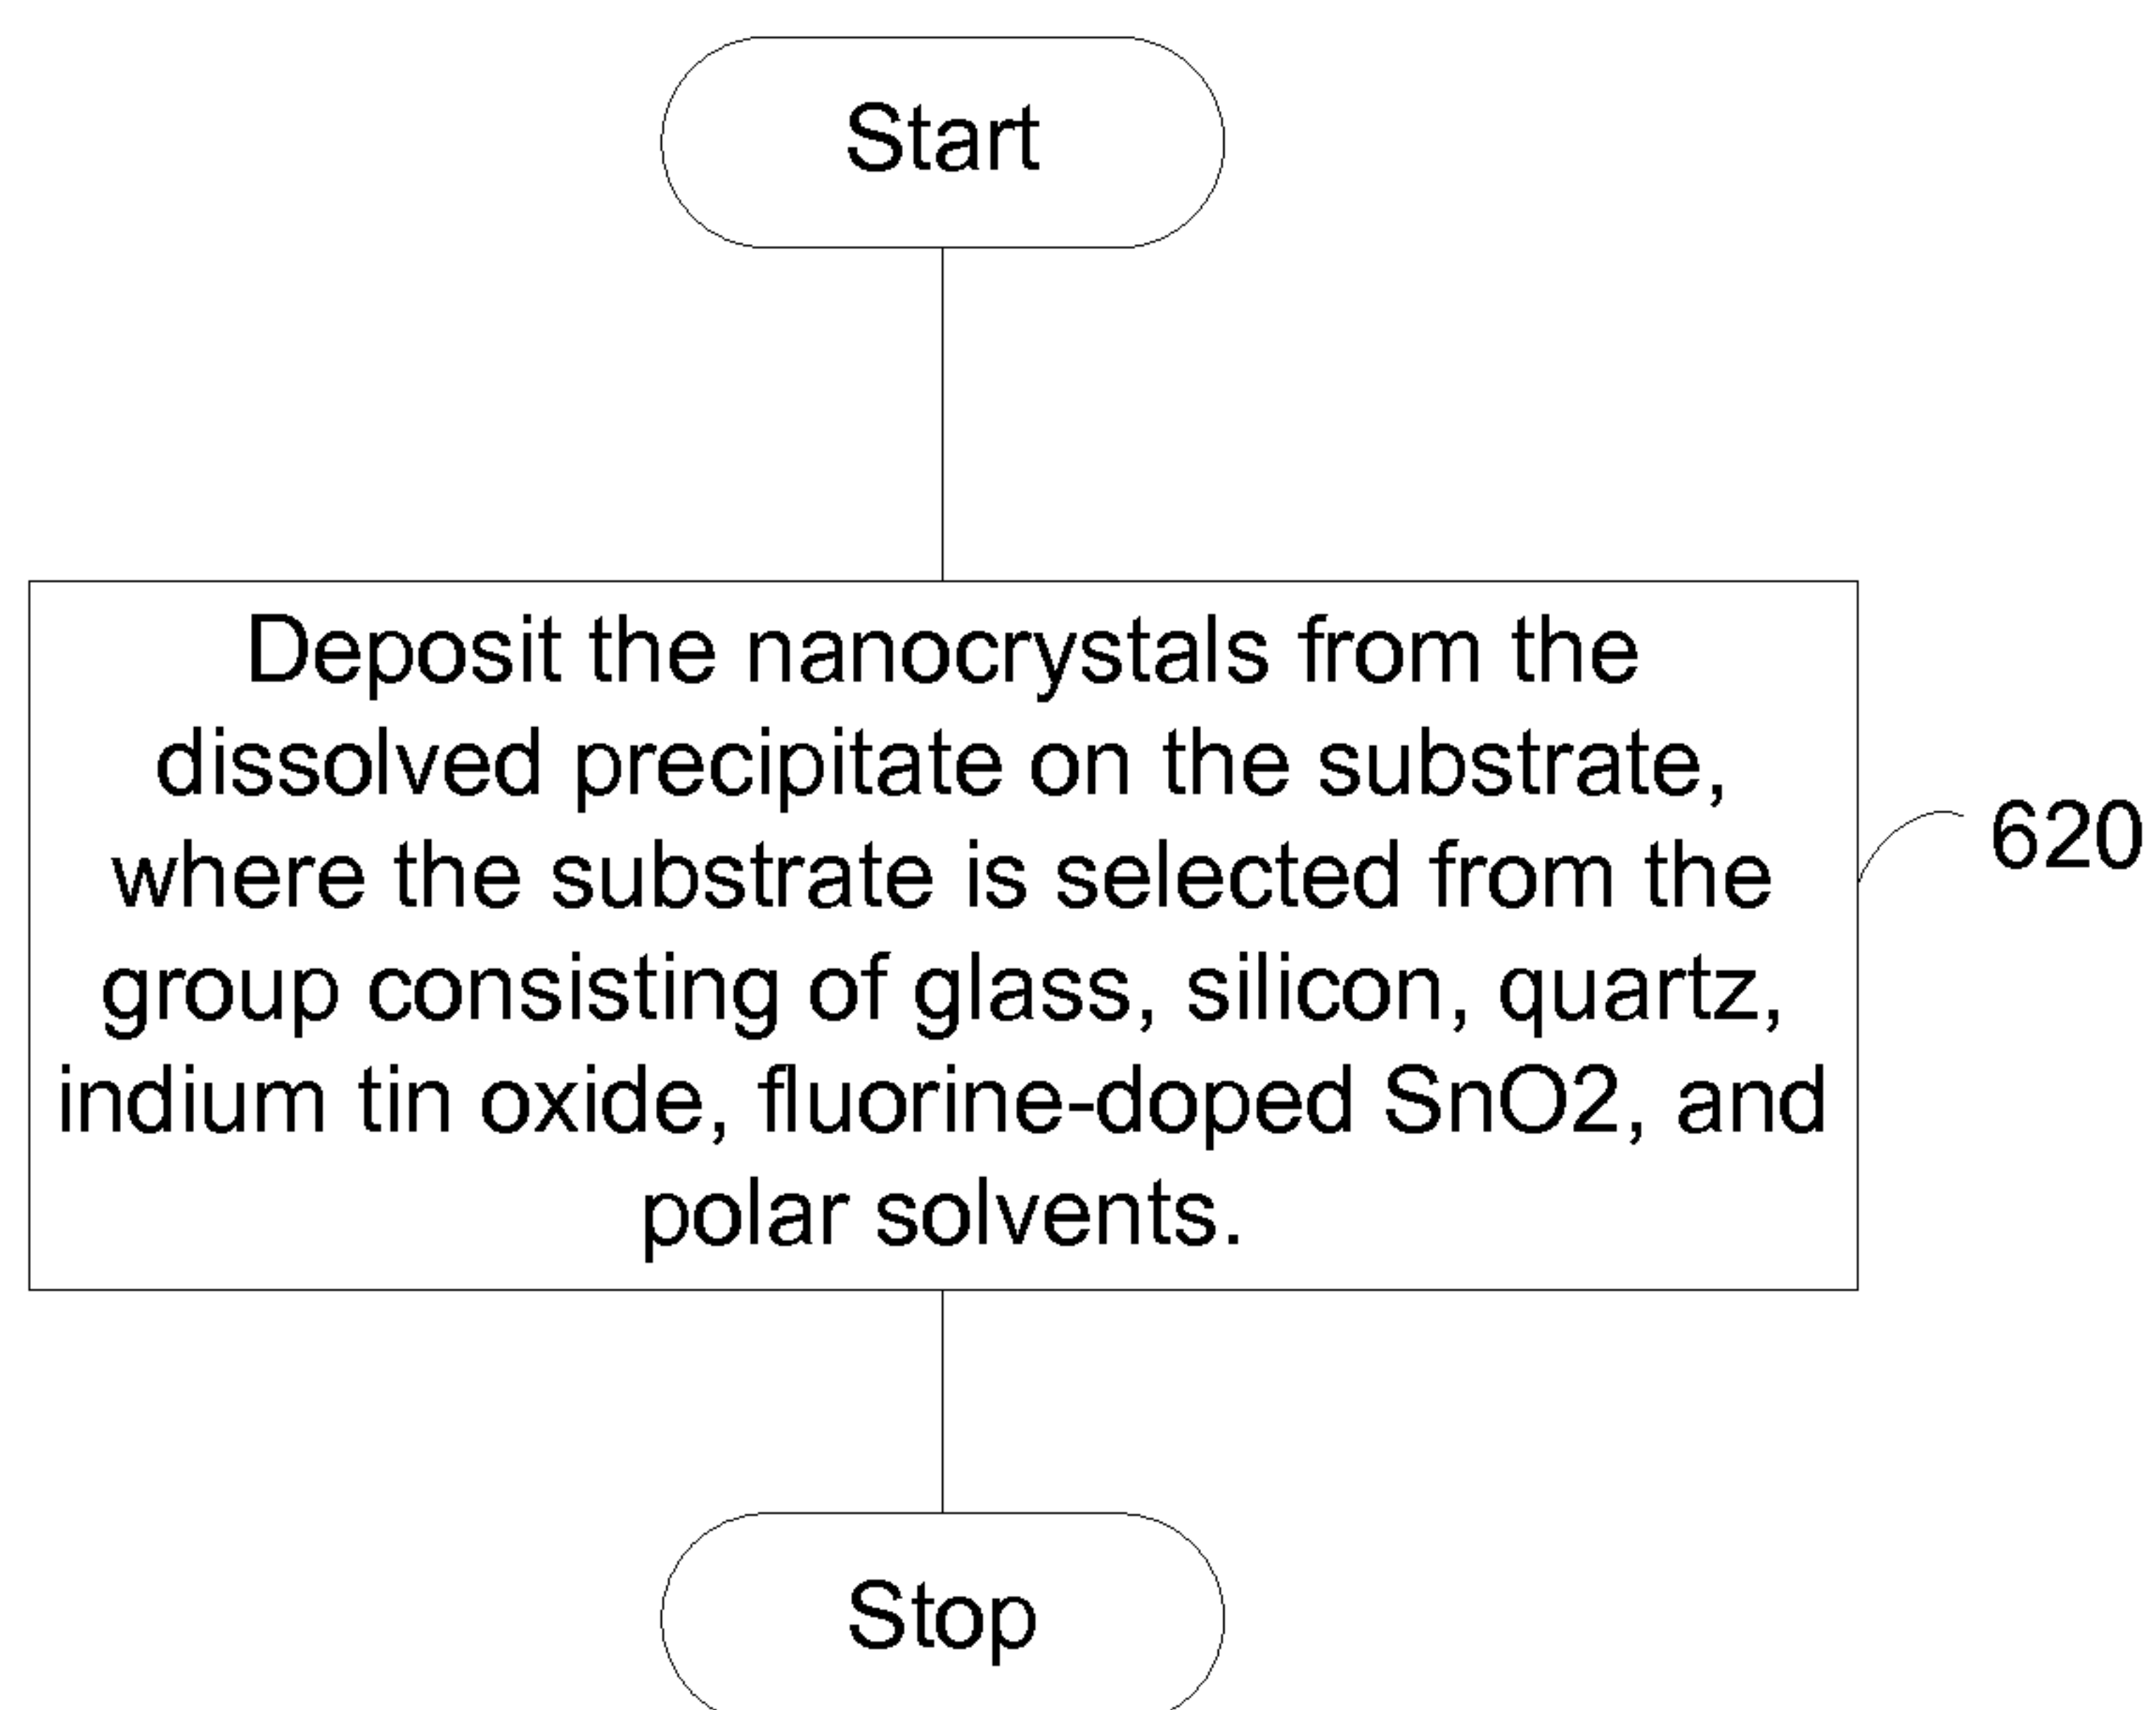 Start
Deposit the nanocrystals from the
dissolved precipitate on the substrate,
where the substrate is selected from the
group consisting of glass, silicon, quartz,
indium tin oxide, fluorine-doped SnO2, and
polar solvents.
620
Stop